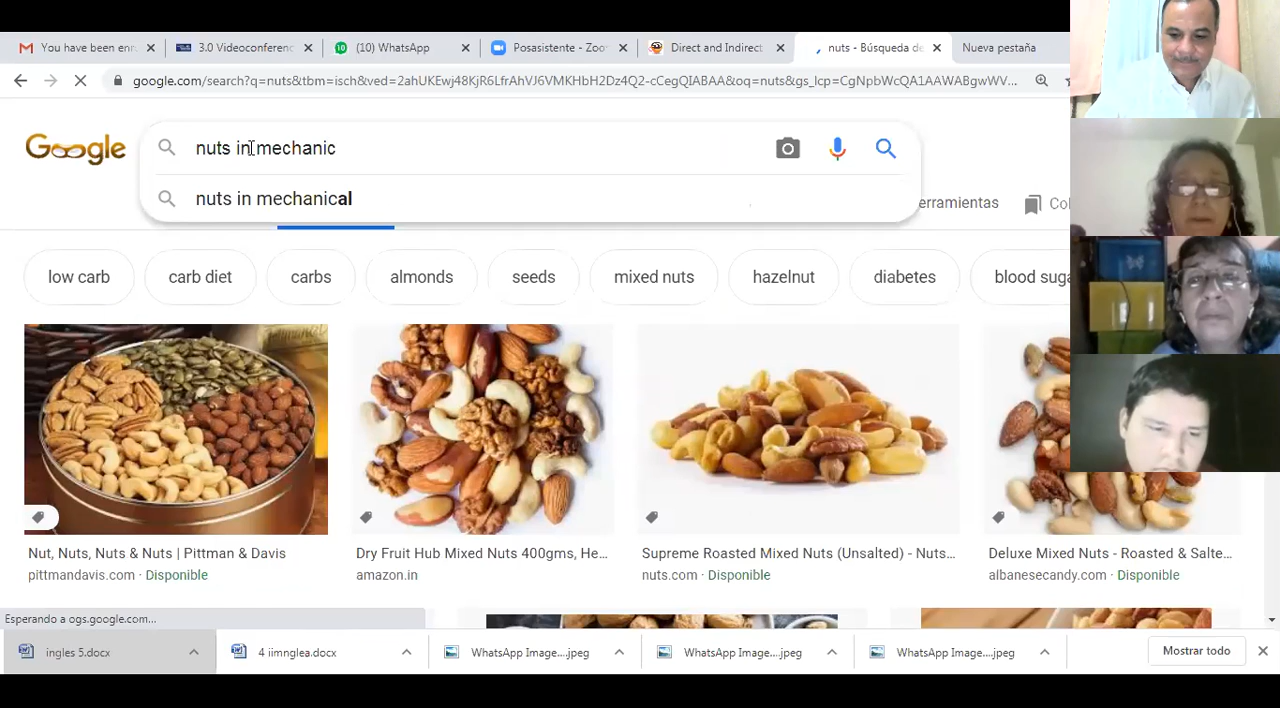 You have been enr
3.0 Videoconferenc
(10) WhatsApp
Posasistente - Zoo
Direct and Indirect
nuts - Búsqueda de
Nueva pestaña
google.com/search?q=nuts&tbm=isch&ved=2ahUKEwj48KjR6LfrAhVJ6VMKHbH2Dz4Q2-cCegQIABAA&oq=nuts&gs_lcp=CgNpbWcQA1AAWABgwWV...
Google
nuts in mechanic
nuts in mechanical
erramientas
Col
low carb
carb diet
carbs
almonds
seeds
mixed nuts
hazelnut
diabetes
blood suga
Nut, Nuts, Nuts & Nuts | Pittman & Davis
pittmandavis.com · Disponible
Dry Fruit Hub Mixed Nuts 400gms, He...
amazon.in
Supreme Roasted Mixed Nuts (Unsalted) - Nuts...
nuts.com · Disponible
Deluxe Mixed Nuts - Roasted & Salte...
albanesecandy.com · Disponible
Esperando a ogs.google.com...
ingles 5.docx
4 iimnglea.docx
WhatsApp Image....jpeg
WhatsApp Image....jpeg
WhatsApp Image....jpeg
Mostrar todo